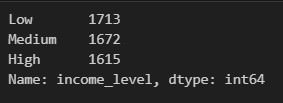 Low 1713
Medium 1672
High 1615
Name: income_level, dtype: int64